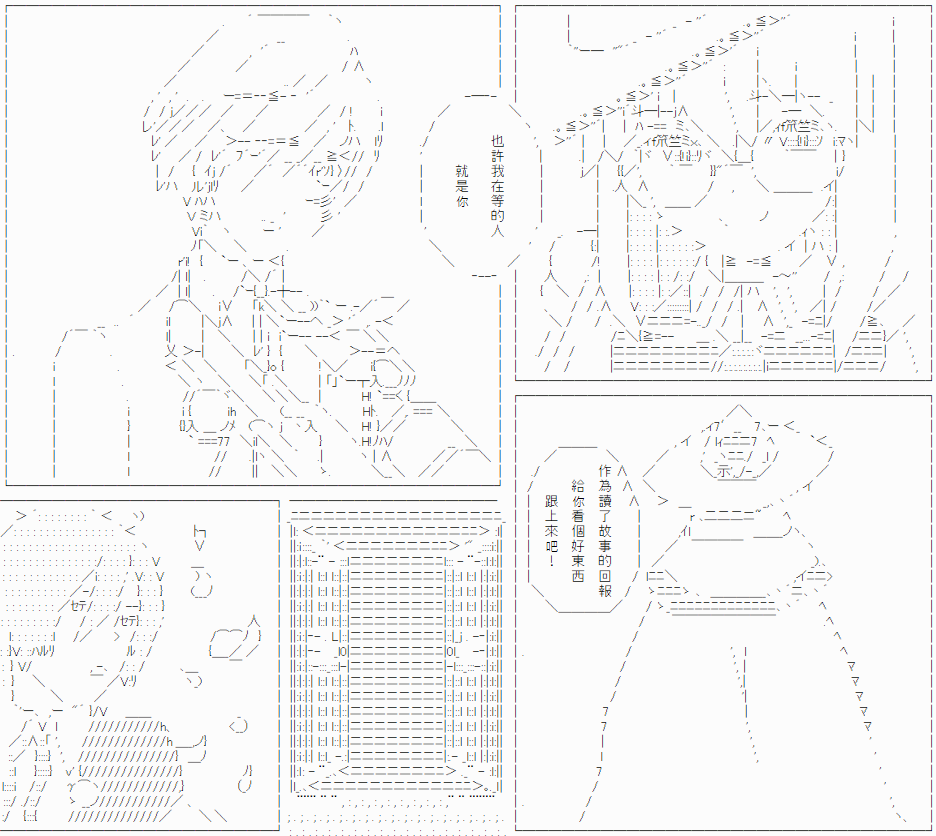 也許我在等的人
就是你
作為讀了故事的回報
給你看個好東西
跟上來吧！